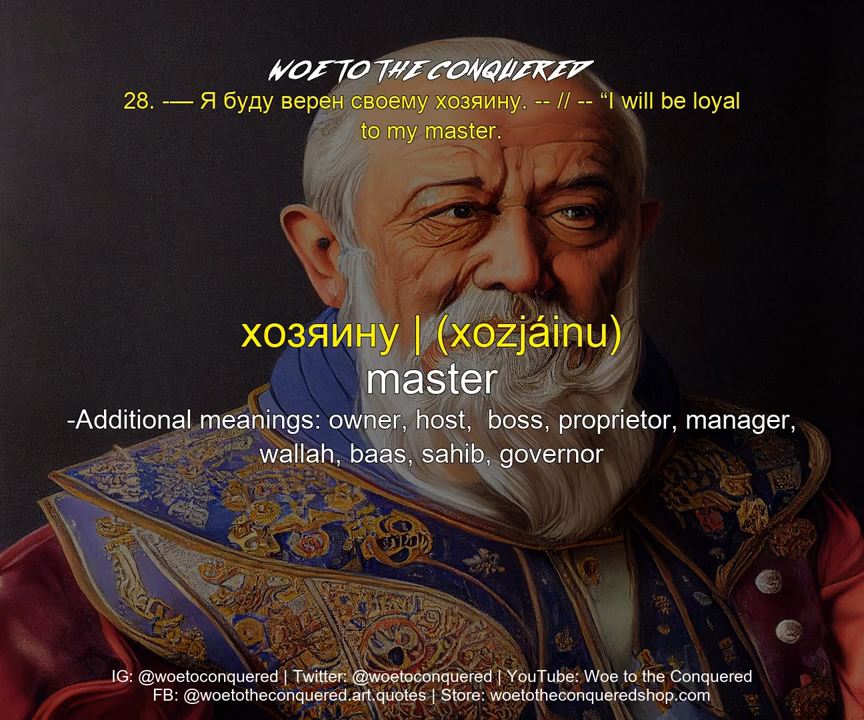 WOE TO THE CONQUERED
28. -–– Я буду верен своему хозяину. -- // -- “I will be loyal
to my master.
хозяину | (xozjáinu)
master
-Additional meanings: owner, host,  boss, proprietor, manager,
wallah, baas, sahib, governor
IG: @woetoconquered | Twitter: @woetoconquered | YouTube: Woe to the Conquered
FB: @woetotheconquered.art.quotes | Store: woetotheconqueredshop.com